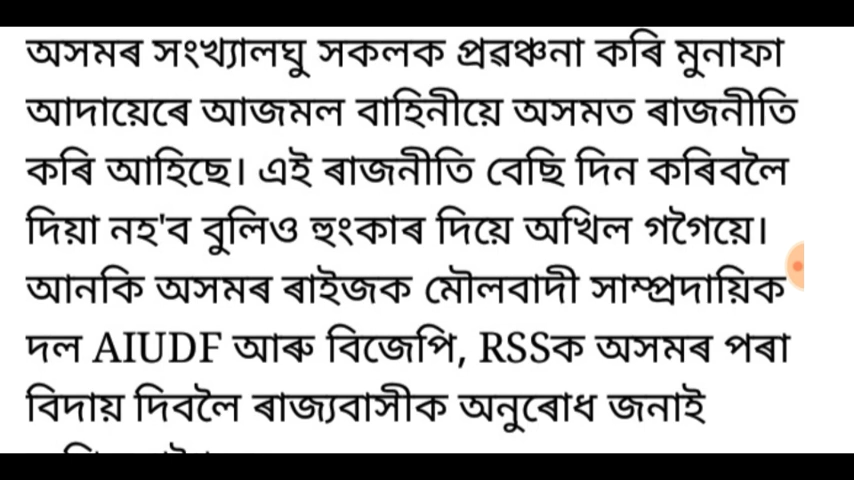 অসমৰ সংখ্যালঘু সকলক প্ৰৱঞ্চনা কৰি মুনাফা
আদায়েৰে আজমল বাহিনীয়ে অসমত ৰাজনীতি
কৰি আহিছে। এই ৰাজনীতি বেছি দিন কৰিবলৈ
দিয়া নহ'ব বুলিও হুংকাৰ দিয়ে অখিল গগৈয়ে।
আনকি অসমৰ ৰাইজক মৌলবাদী সাম্প্ৰদায়িক
দল AIUDF আৰু বিজেপি, RSSক অসমৰ পৰা
বিদায় দিবলৈ ৰাজ্যবাসীক অনুৰোধ জনাই